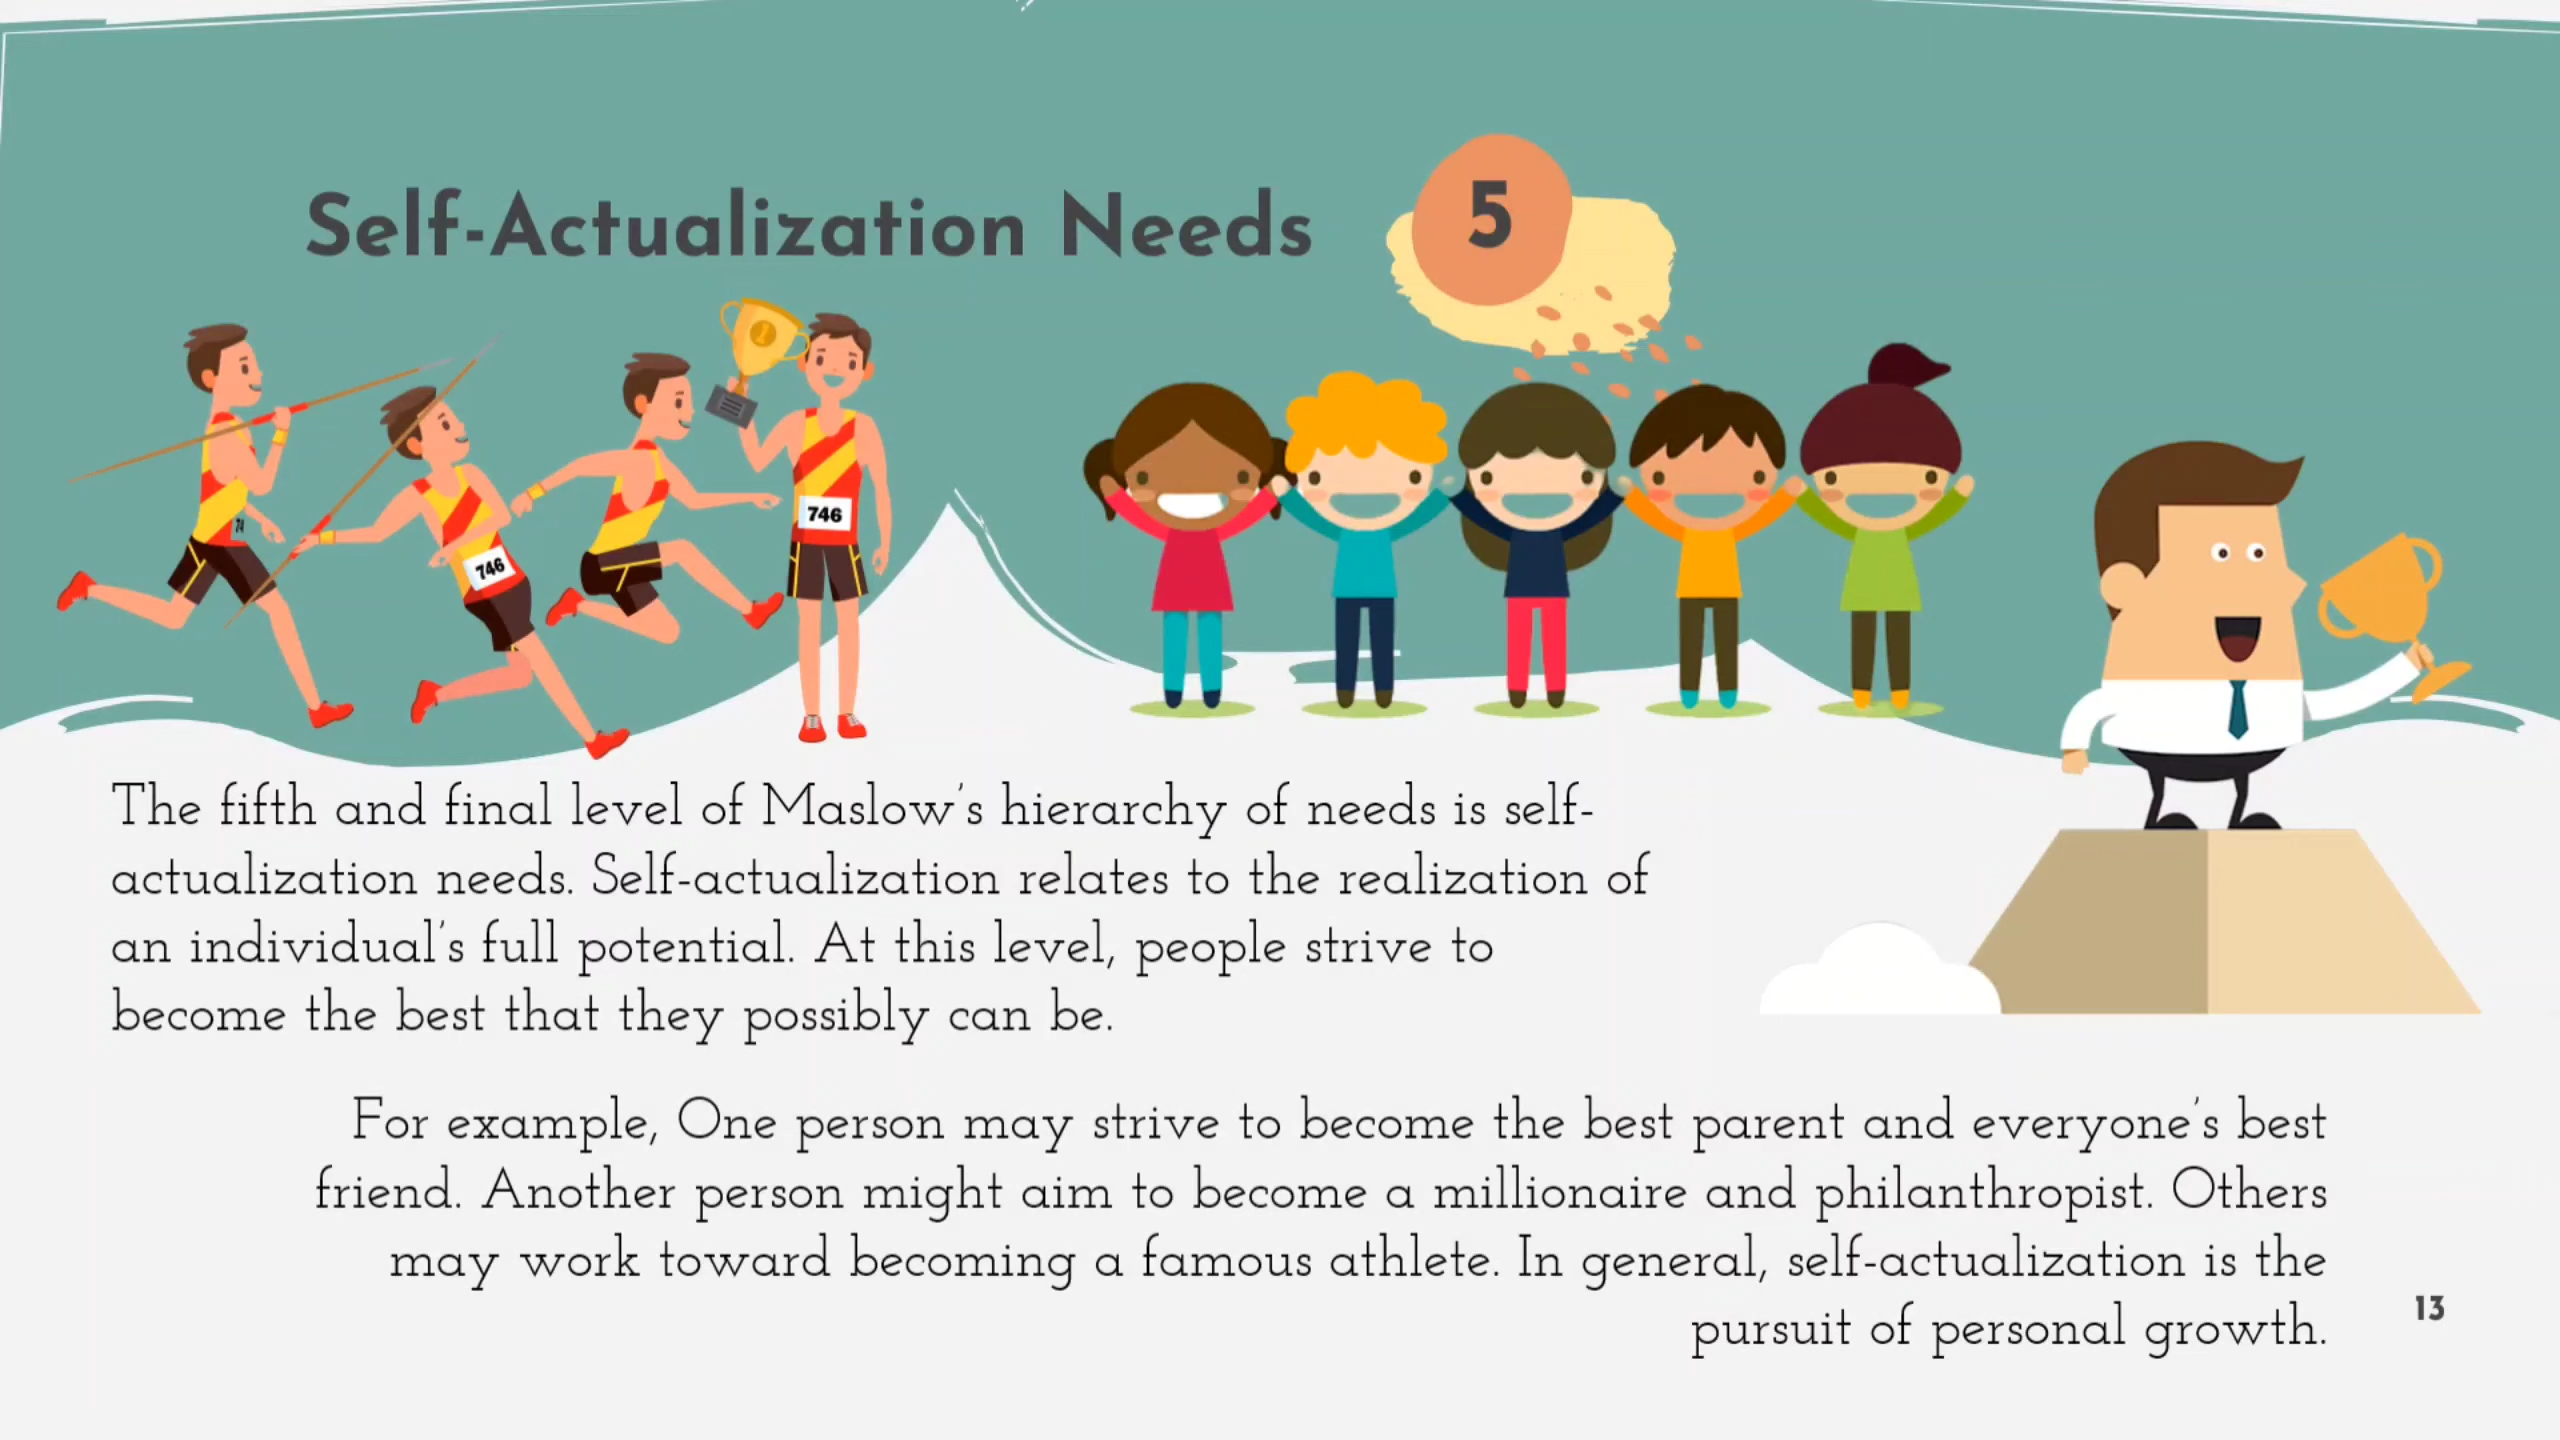 Self-Actualization Needs
5
1
74
746
746
The fifth and final level of Maslow's hierarchy of needs is self-
actualization needs. Self-actualization relates to the realization of
an individual's full potential. At this level, people strive to
become the best that they possibly can be.
For example, One person may strive to become the best parent and everyone's best
friend. Another person might aim to become a millionaire and philanthropist. Others
may work toward becoming a famous athlete. In general, self-actualization is the
pursuit of personal growth.
13